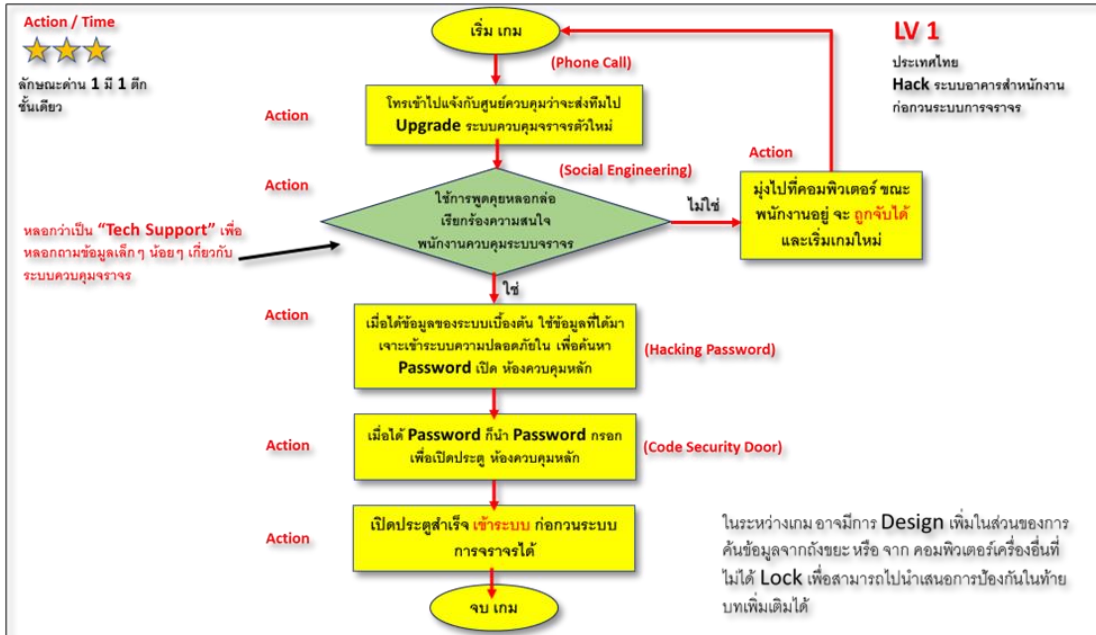 Action / Time
ลักษณะด่าน 1 มี 1 ตึก
ชั้นเดียว
LV 1
ประเทศไทย
Hack ระบบอาคารสำหนักงาน
ก่อกวนระบบการจราจร
เริ่ม เกม
(Phone Call)
Action
โทรเข้าไปแจ้งกับศูนย์ควบคุมว่าจะส่งทีมไป
Upgrade ระบบควบคุมจราจรตัวใหม่
(Social Engineering)
Action
ใช้การพูดคุยหลอกล่อ
เรียกร้องความสนใจ
พนักงานควบคุมระบบจราจร
ไม่ใช่
Action
มุ่งไปที่คอมพิวเตอร์ ขณะ
พนักงานอยู่ จะ ถูกจับได้
และเริ่มเกมใหม่
หลอกว่าเป็น “Tech Support” เพื่อ
หลอกถามข้อมูลเล็กๆ น้อยๆ เกี่ยวกับ
ระบบควบคุมจราจร
ใช่
Action
เมื่อได้ข้อมูลของระบบเบื้องต้น ใช้ข้อมูลที่ได้มา
เจาะเข้าระบบความปลอดภัยใน เพื่อค้นหา
Password เปิด ห้องควบคุมหลัก
(Hacking Password)
Action
เมื่อได้ Password ก็นำ Password กรอก
เพื่อเปิดประตู ห้องควบคุมหลัก
(Code Security Door)
Action
เปิดประตูสำเร็จ เข้าระบบ ก่อกวนระบบ
การจราจรได้
จบ เกม
ในระหว่างเกม อาจมีการ Design เพิ่มในส่วนของการ
ค้นข้อมูลจากถังขยะ หรือ จาก คอมพิวเตอร์เครื่องอื่นที่
ไม่ได้ Lock เพื่อสามารถไปนำเสนอการป้องกันในท้าย
บทเพิ่มเติมได้